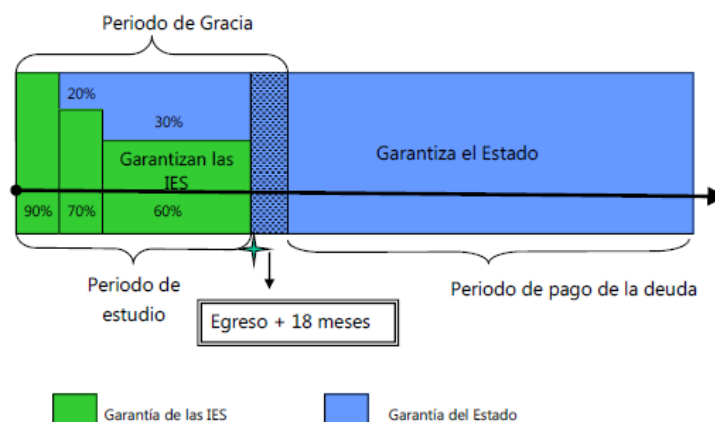 Periodo de Gracia
20%
30%
Garantizan las
IES
Garantiza el Estado
90%
70%
60%
Periodo de
estudio
Periodo de pago de la deuda
Egreso + 18 meses
Garantía de las IES
Garantía del Estado